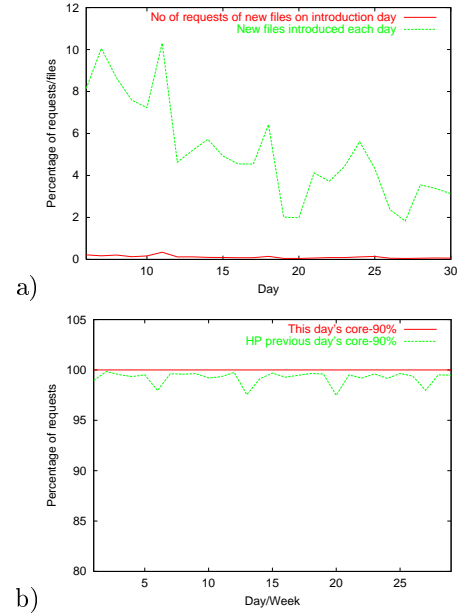 No of requests of new files on introduction day
New files introduced each day
Percentage of requests/files
12
10
8
6
4
2
0
10
15
20
25
30
Day
a)
This day's core-90%
HP previous day's core-90%
Percentage of requests
105
100
95
90
85
80
5
10
15
20
25
Day/Week
b)